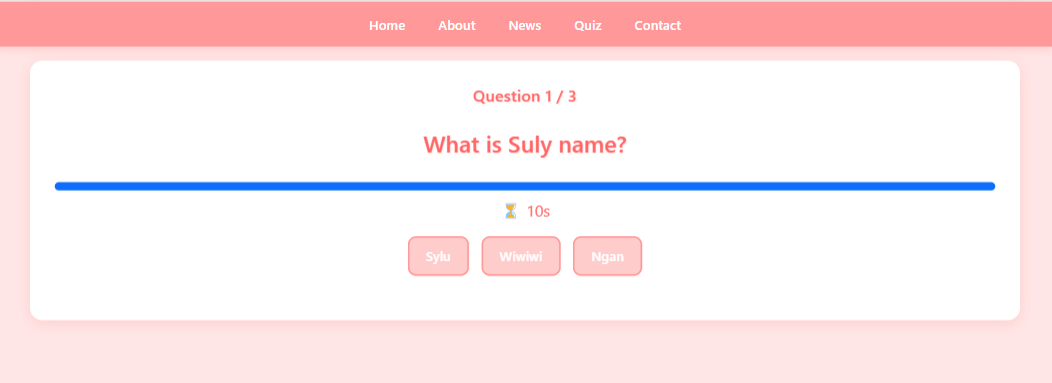 Home About News Quiz Contact
Question 1 / 3
What is Suly name?
⏳ 10s
Sylu Wiwiwi Ngan